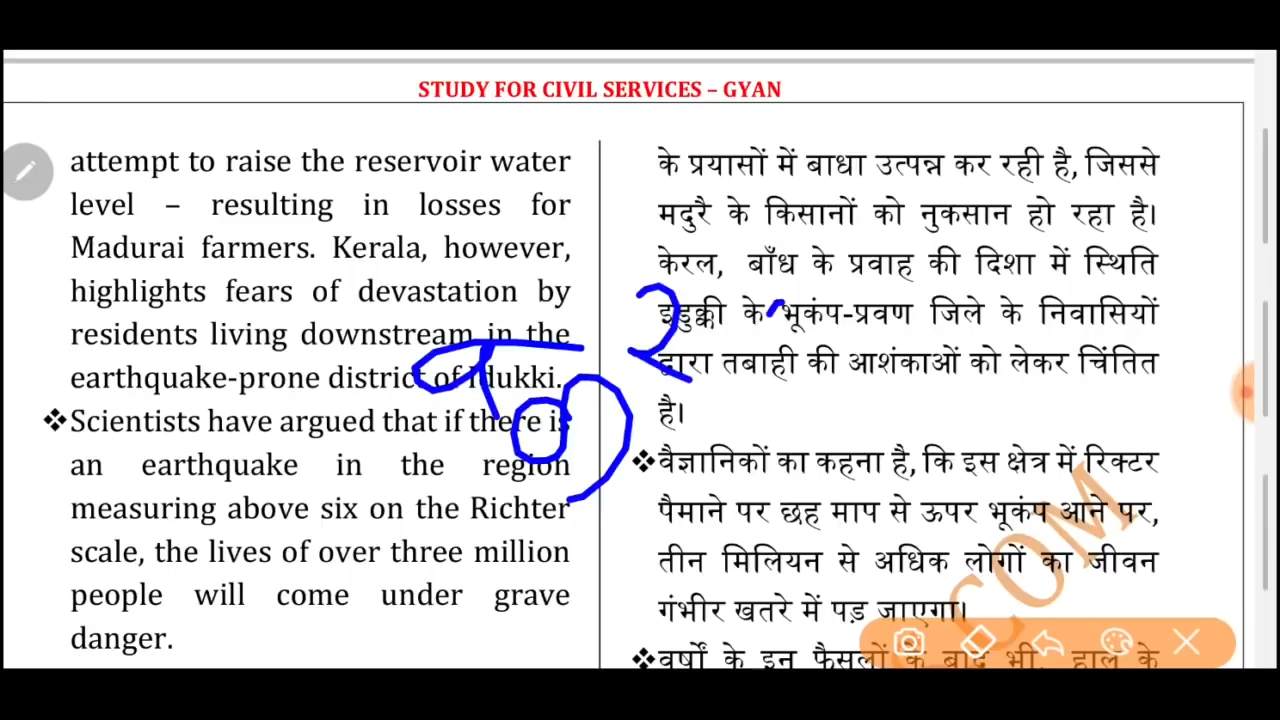 STUDY FOR CIVIL SERVICES – GYAN
attempt to raise the reservoir water
level – resulting in losses for
Madurai farmers. Kerala, however,
highlights fears of devastation by
residents living downstream in the
earthquake-prone district of Idukki.
❖Scientists have argued that if there is
an earthquake in the region
measuring above six on the Richter
scale, the lives of over three million
people will come under grave
danger.
के प्रयासों में बाधा उत्पन्न कर रही है, जिससे
मदुरै के किसानों को नुकसान हो रहा है।
केरल, बाँध के प्रवाह की दिशा में स्थिति
इडुक्की के भूकंप-प्रवण जिले के निवासियों
द्वारा तबाही की आशंकाओं को लेकर चिंतित
है।
❖वैज्ञानिकों का कहना है, कि इस क्षेत्र में रिक्टर
पैमाने पर छह माप से ऊपर भूकंप आने पर,
तीन मिलियन से अधिक लोगों का जीवन
गंभीर खतरे में पड़ जाएगा।
❖वर्षों के इन फैसलों के बाद भी, हाल के
.COM